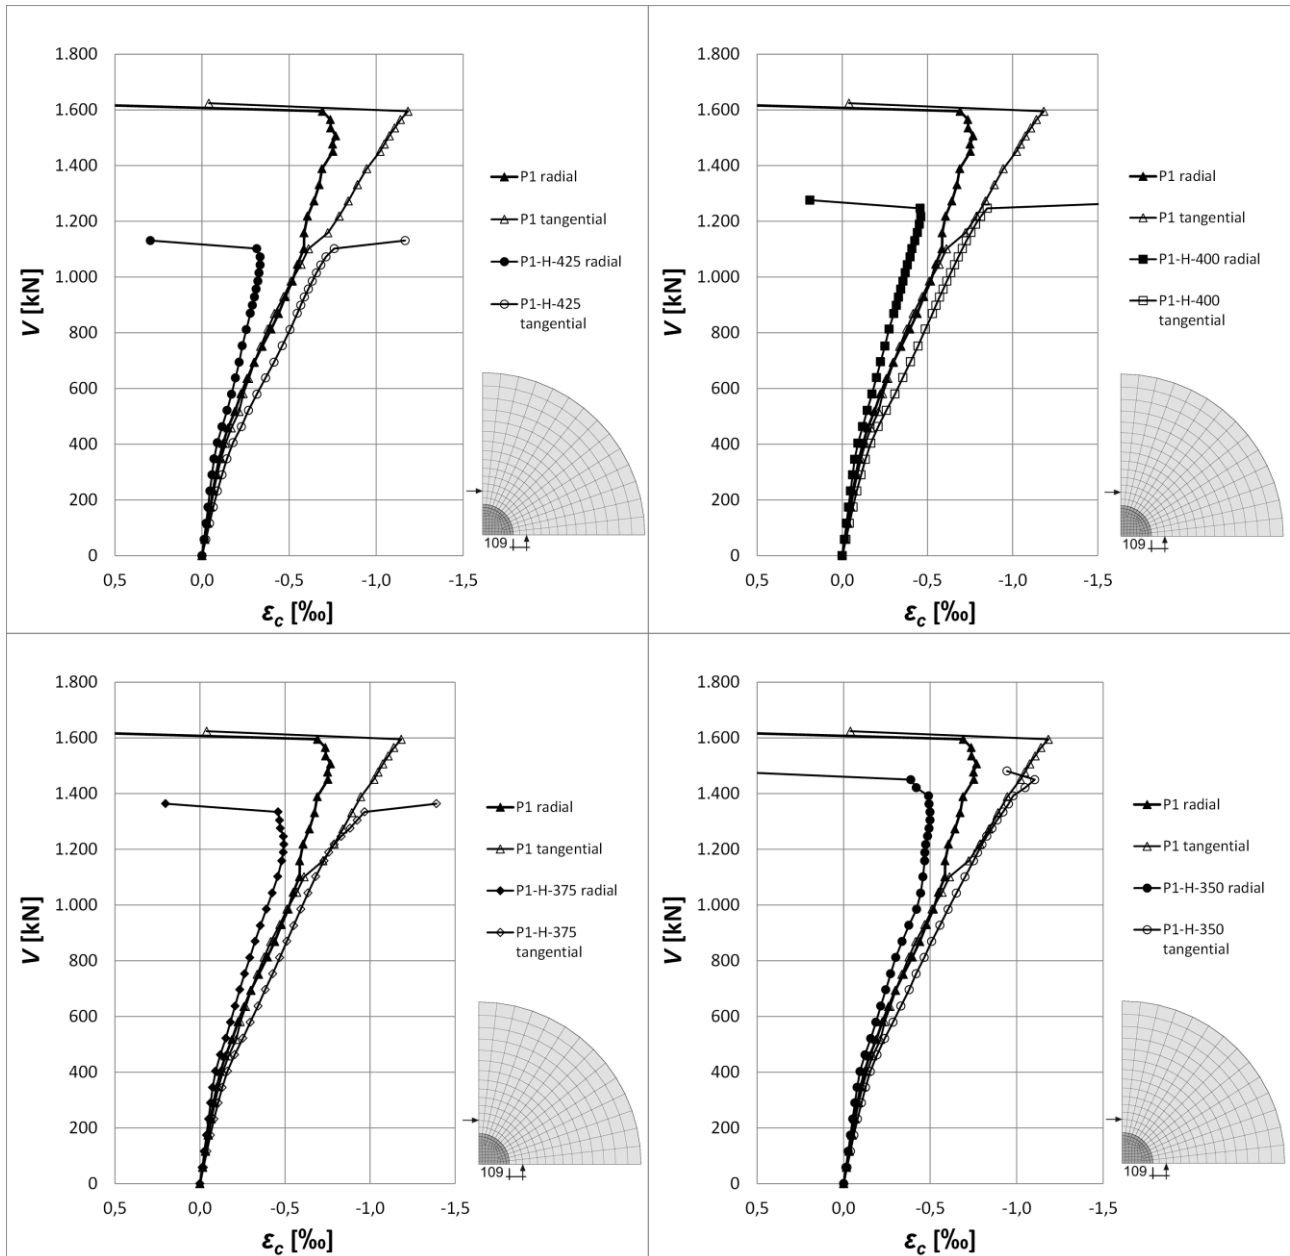 1.800
1.600
1.400
1.200
1.000
800
600
400
200
0
V [kN]
0,5 0,0 -0,5 -1,0 -1,5
εc [‰]
P1 radial
P1 tangential
P1-H-425 radial
P1-H-425
tangential
109
1.800
1.600
1.400
1.200
1.000
800
600
400
200
0
V [kN]
0,5 0,0 -0,5 -1,0 -1,5
εc [‰]
P1 radial
P1 tangential
P1-H-400 radial
P1-H-400
tangential
109
1.800
1.600
1.400
1.200
1.000
800
600
400
200
0
V [kN]
0,5 0,0 -0,5 -1,0 -1,5
εc [‰]
P1 radial
P1 tangential
P1-H-375 radial
P1-H-375
tangential
109
1.800
1.600
1.400
1.200
1.000
800
600
400
200
0
V [kN]
0,5 0,0 -0,5 -1,0 -1,5
εc [‰]
P1 radial
P1 tangential
P1-H-350 radial
P1-H-350
tangential
109